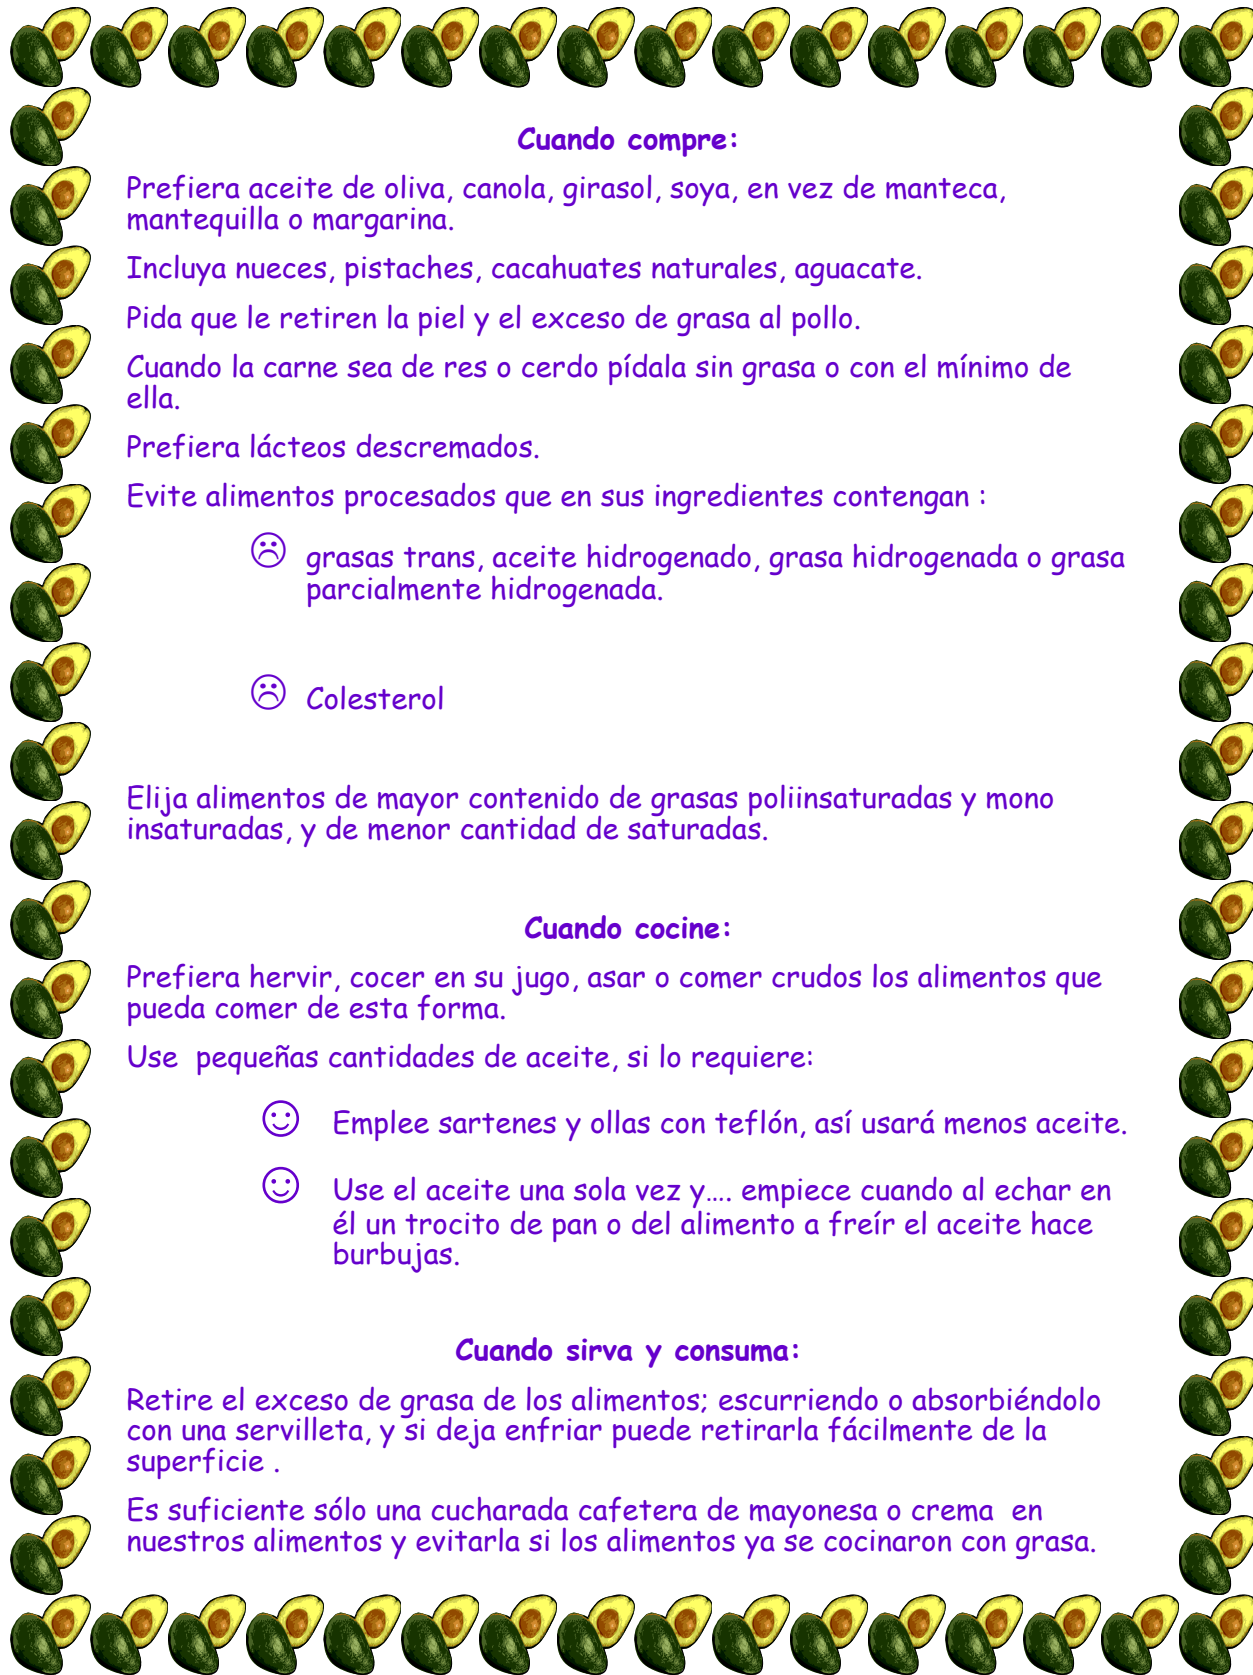 Cuando compre:
Prefiera aceite de oliva, canola, girasol, soya, en vez de manteca,
mantequilla o margarina.
Incluya nueces, pistaches, cacahuates naturales, aguacate.
Pida que le retiren la piel y el exceso de grasa al pollo.
Cuando la carne sea de res o cerdo pídala sin grasa o con el mínimo de
ella.
Prefiera lácteos descremados.
Evite alimentos procesados que en sus ingredientes contengan :
☹ grasas trans, aceite hidrogenado, grasa hidrogenada o grasa
parcialmente hidrogenada.
☹ Colesterol
Elija alimentos de mayor contenido de grasas poliinsaturadas y mono
insaturadas, y de menor cantidad de saturadas.
Cuando cocine:
Prefiera hervir, cocer en su jugo, asar o comer crudos los alimentos que
pueda comer de esta forma.
Use pequeñas cantidades de aceite, si lo requiere:
☺ Emplee sartenes y ollas con teflón, así usará menos aceite.
☺ Use el aceite una sola vez y…. empiece cuando al echar en
él un trocito de pan o del alimento a freír el aceite hace
burbujas.
Cuando sirva y consuma:
Retire el exceso de grasa de los alimentos; escurriendo o absorbiéndolo
con una servilleta, y si deja enfriar puede retirarla fácilmente de la
superficie .
Es suficiente sólo una cucharada cafetera de mayonesa o crema en
nuestros alimentos y evitarla si los alimentos ya se cocinaron con grasa.